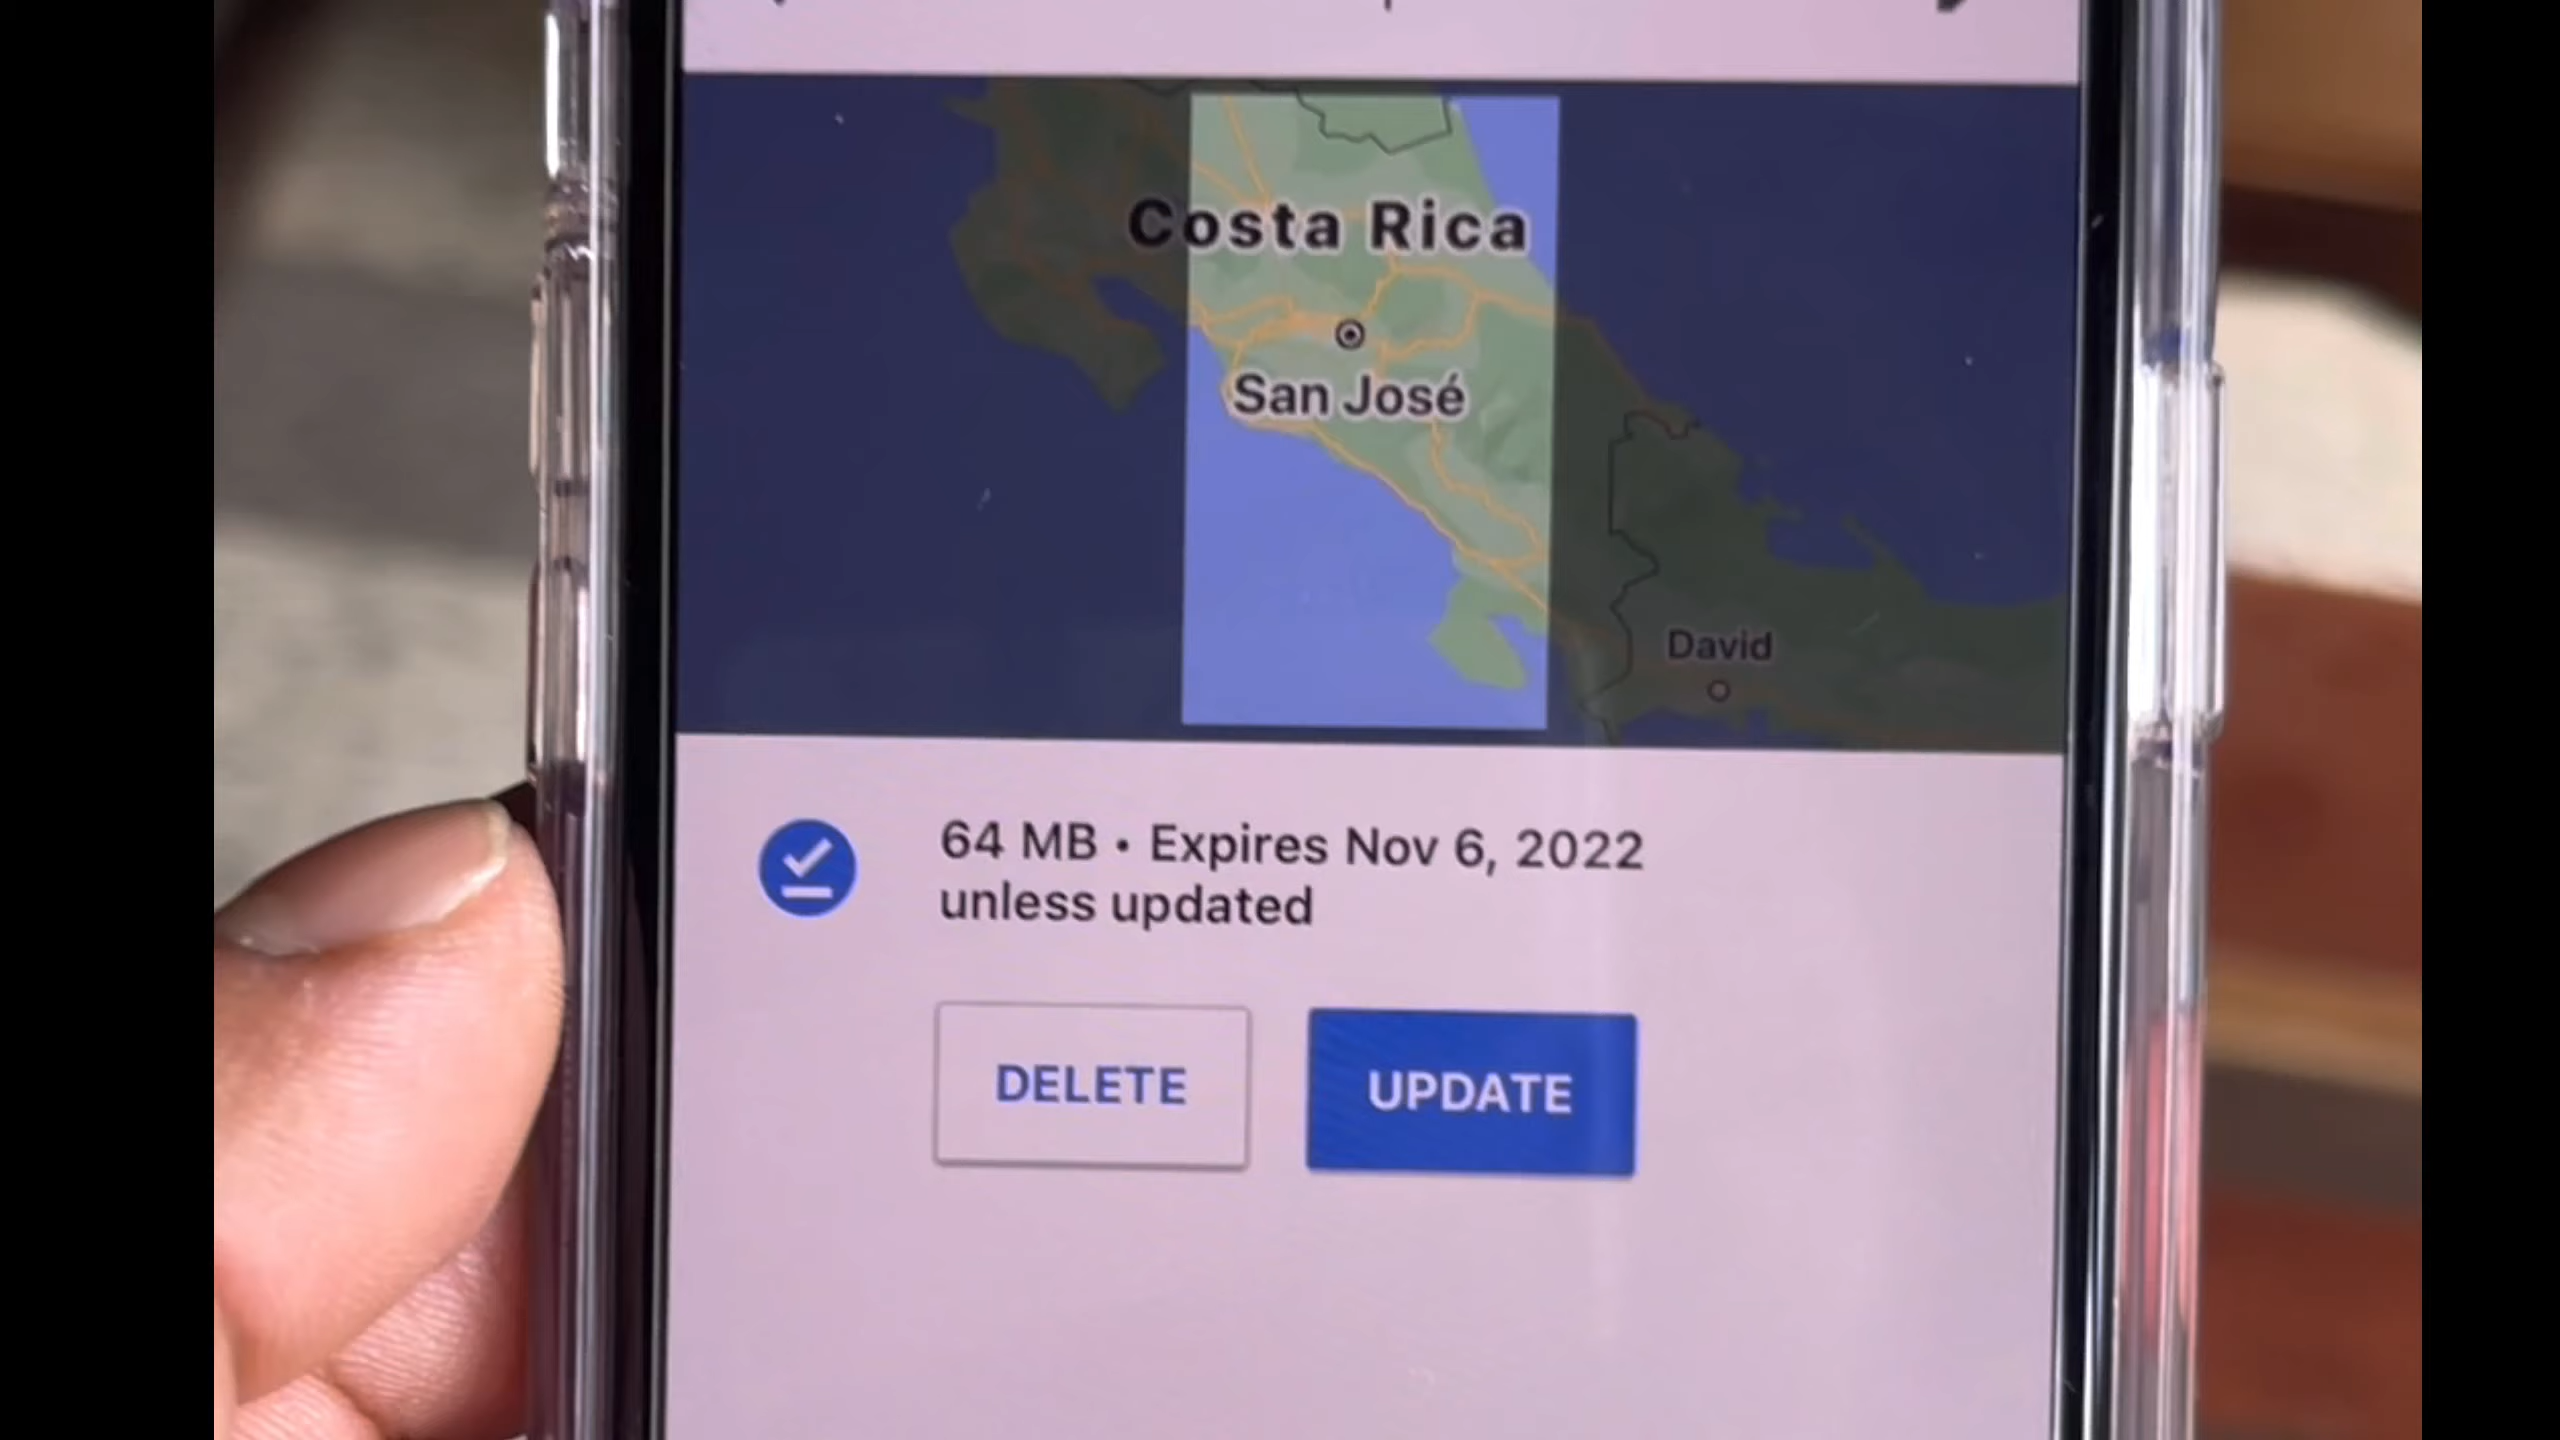 Costa Rica
San José
David
64 MB • Expires Nov 6, 2022
unless updated
DELETE
UPDATE